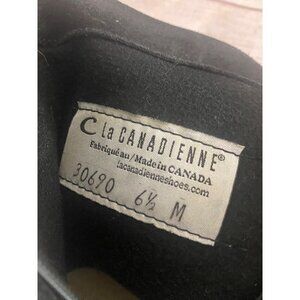 La CANADIENNE®
Fabriqué au/Made in CANADA
lacanadienneshoes.com
30690 6½ M